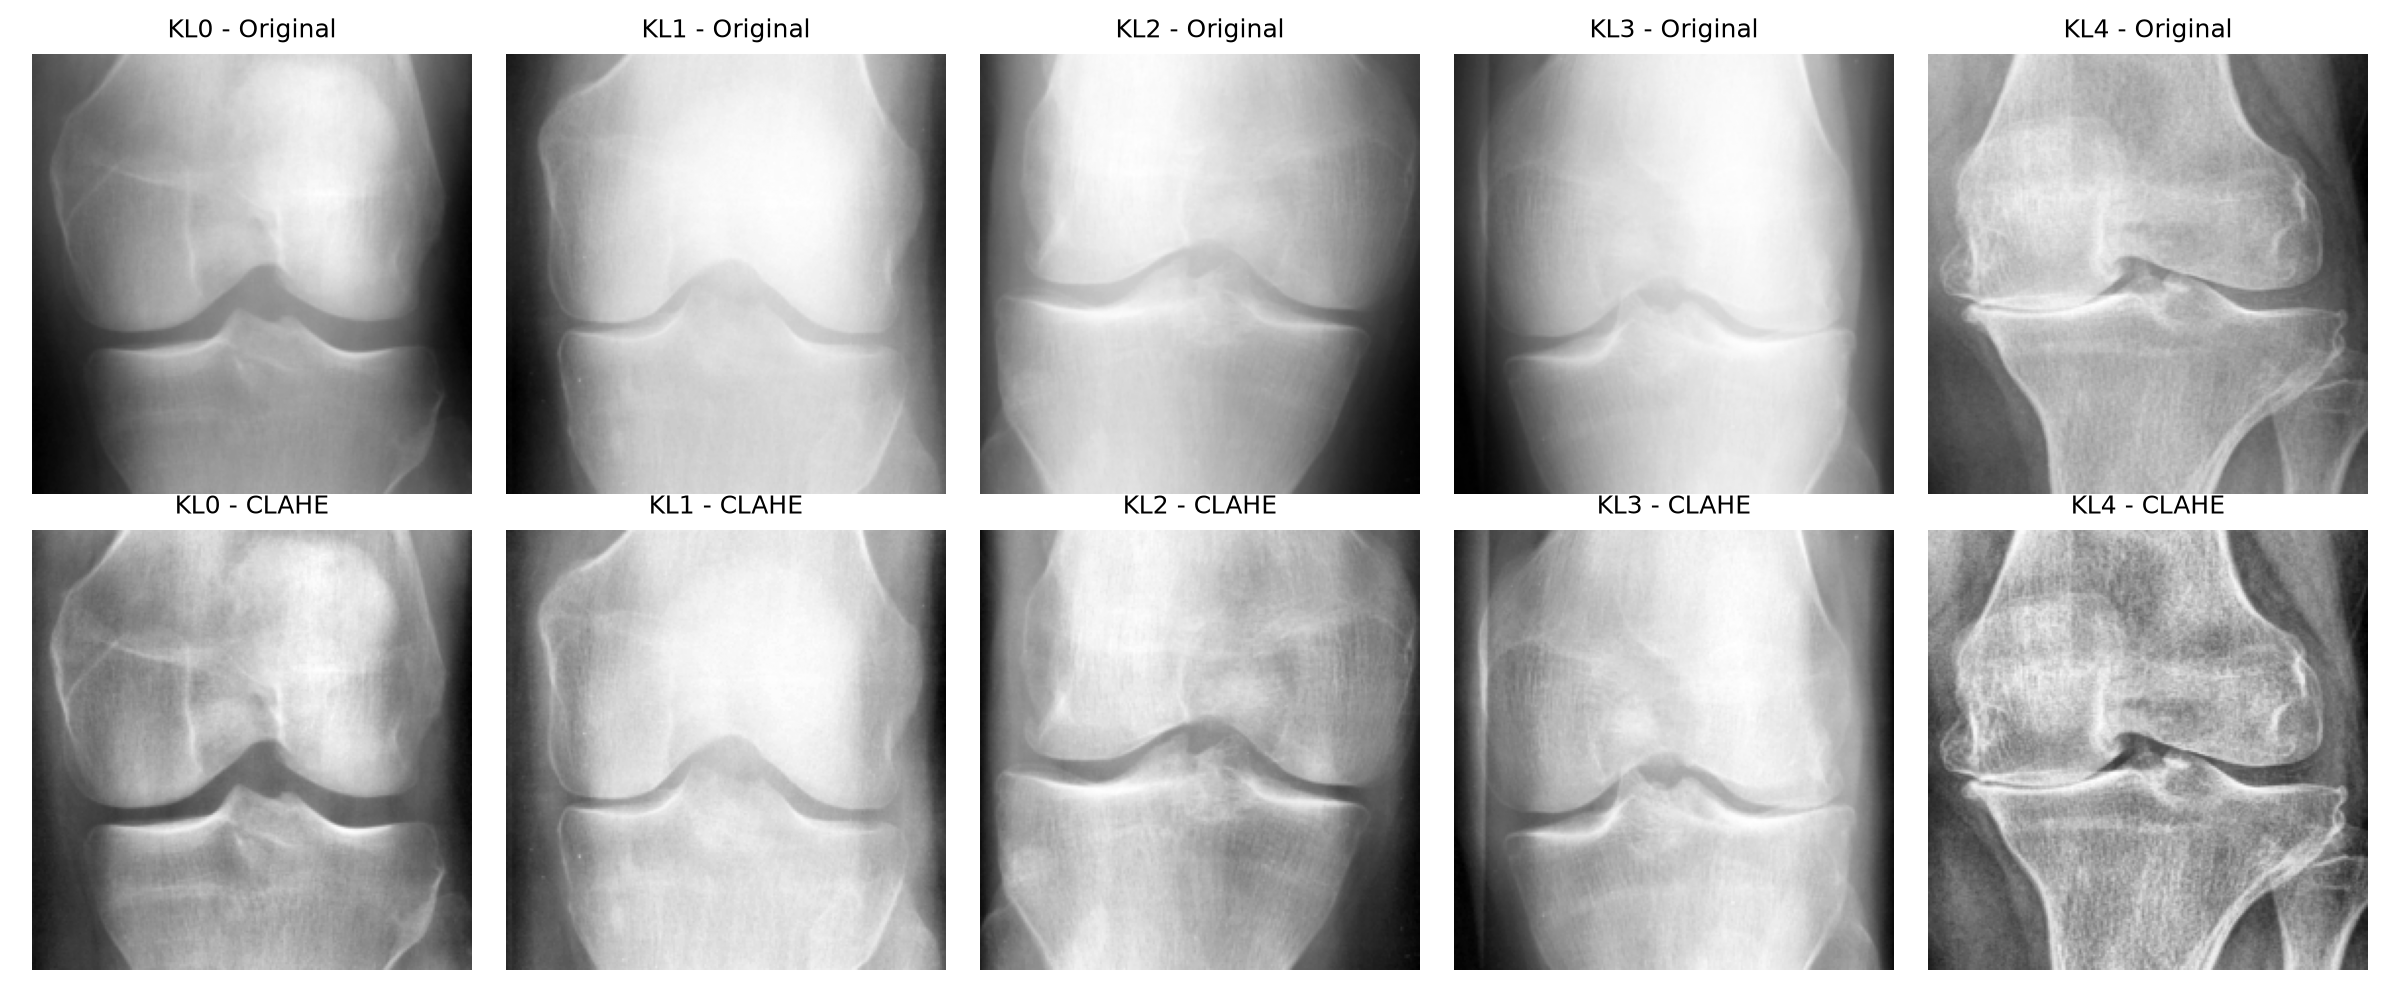 KL0 - Original
KL1 - Original
KL2 - Original
KL3 - Original
KL4 - Original
KL0 - CLAHE
KL1 - CLAHE
KL2 - CLAHE
KL3 - CLAHE
KL4 - CLAHE